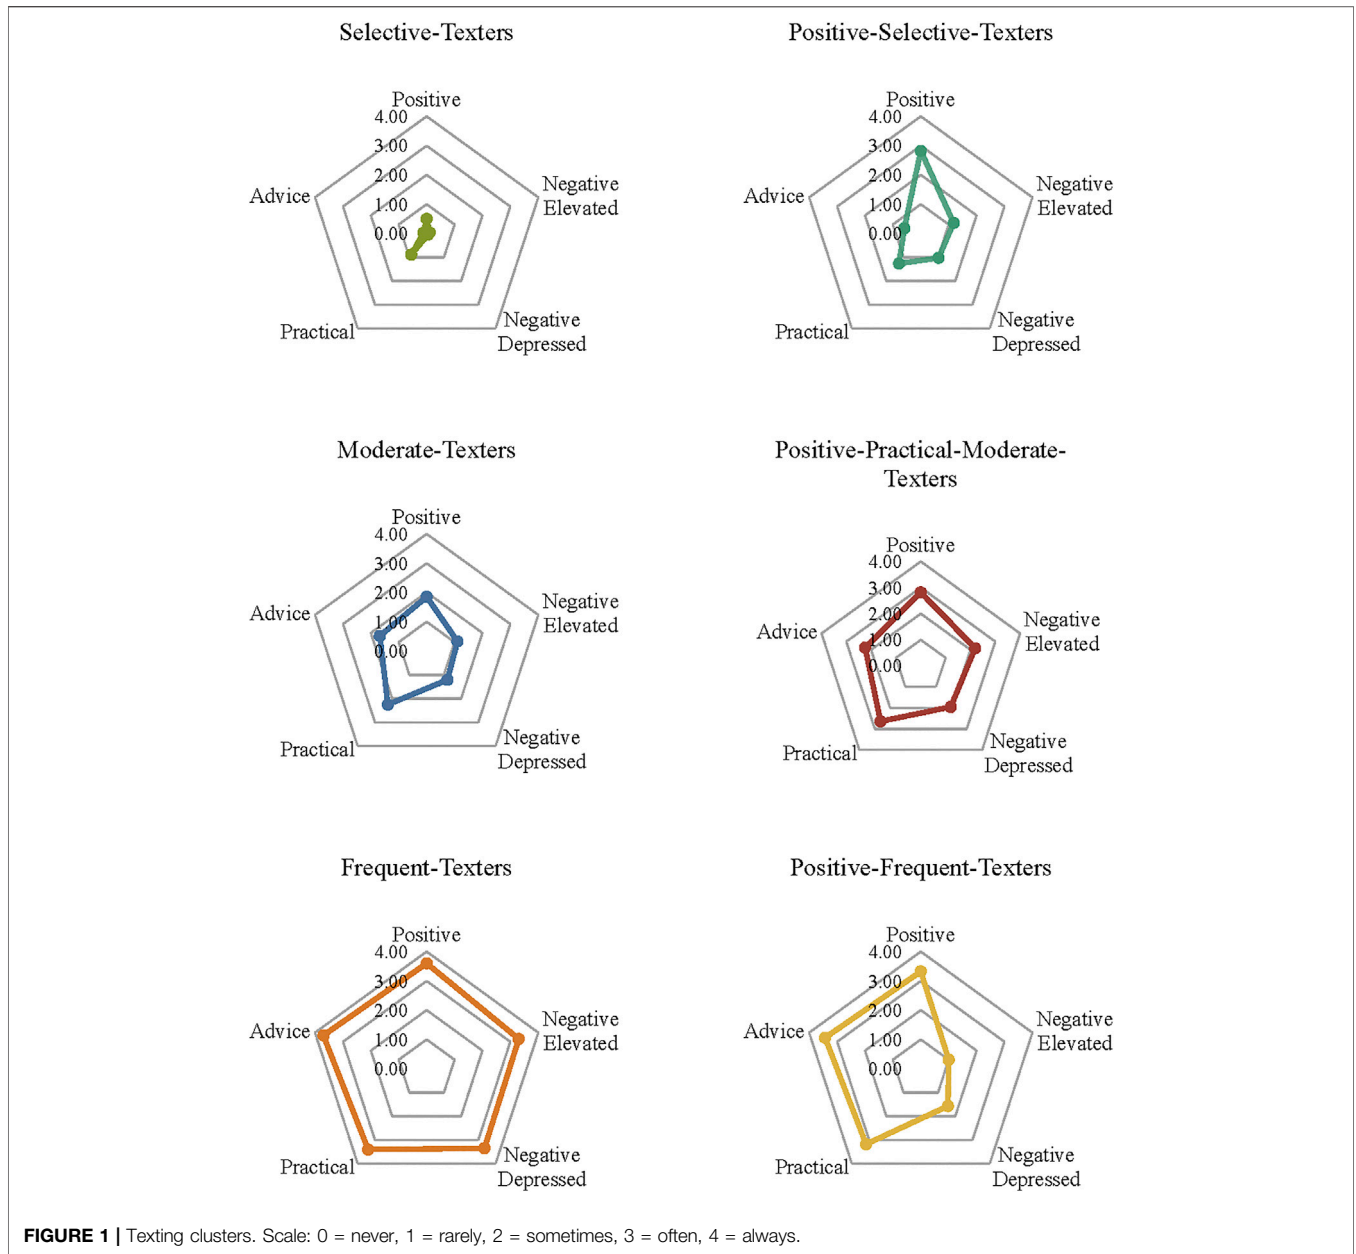 Selective-Texters
Positive
4.00
3.00
2.00
1.00
0.00
Advice
Negative
Elevated
Practical
Negative
Depressed
Positive-Selective-Texters
Positive
4.00
3.00
2.00
1.00
0.00
Advice
Negative
Elevated
Practical
Negative
Depressed
Moderate-Texters
Positive
4.00
3.00
2.00
1.00
0.00
Advice
Negative
Elevated
Practical
Negative
Depressed
Positive-Practical-Moderate-
Texters
Positive
4.00
3.00
2.00
1.00
0.00
Advice
Negative
Elevated
Practical
Negative
Depressed
Frequent-Texters
Positive
4.00
3.00
2.00
1.00
0.00
Advice
Negative
Elevated
Practical
Negative
Depressed
Positive-Frequent-Texters
Positive
4.00
3.00
2.00
1.00
0.00
Advice
Negative
Elevated
Practical
Negative
Depressed
FIGURE 1 | Texting clusters. Scale: 0 = never, 1 = rarely, 2 = sometimes, 3 = often, 4 = always.